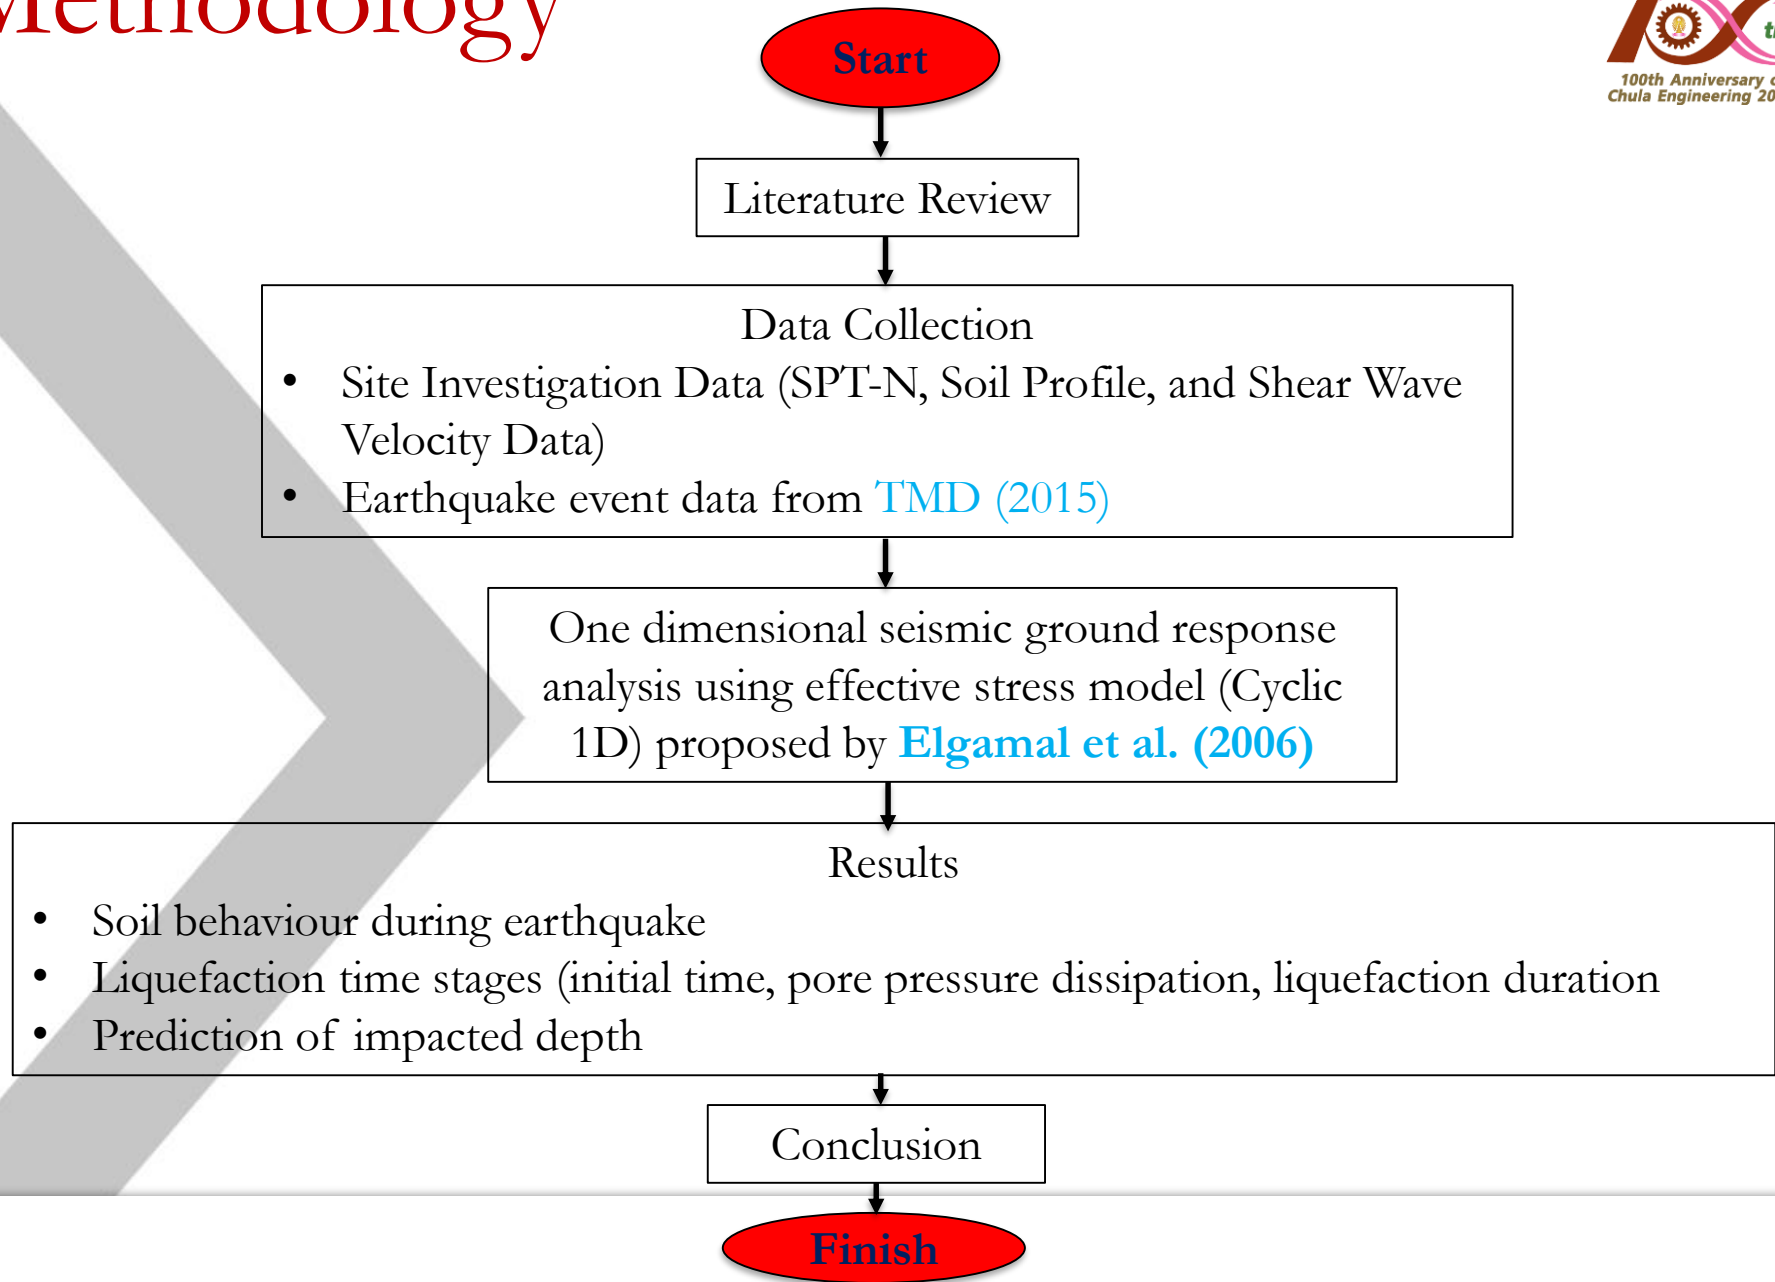 Methodology
100th Anniversary
Chula Engineering 20
Start
Literature Review
Data Collection
• Site Investigation Data (SPT-N, Soil Profile, and Shear Wave
Velocity Data)
• Earthquake event data from TMD (2015)
One dimensional seismic ground response
analysis using effective stress model (Cyclic
1D) proposed by Elgamal et al. (2006)
Results
• Soil behaviour during earthquake
• Liquefaction time stages (initial time, pore pressure dissipation, liquefaction duration
• Prediction of impacted depth
Conclusion
Finish